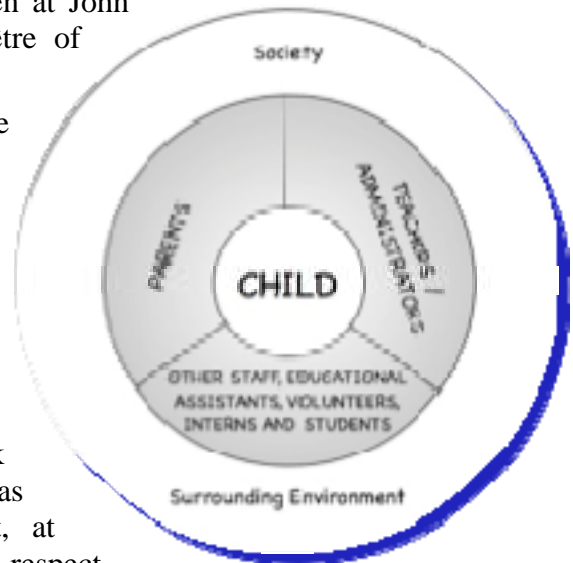 en at John
etre of
e
Society
PARENTS
TEACHERS /
ADMINISTRATORS
CHILD
OTHER STAFF, EDUCATIONAL
ASSISTANTS, VOLUNTEERS,
INTERNS AND STUDENTS
Surrounding Environment
k
as
, at
respect